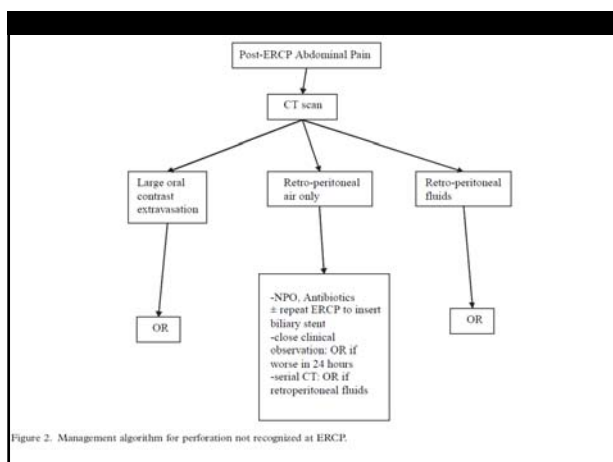 Post-ERCP Abdominal Pain
CT scan
Large oral
contrast
extravasation
Retro-peritoneal
air only
Retro-peritoneal
fluids
OR
-NPO, Antibiotics
± repeat ERCP to insert
biliary stent
-close clinical
observation: OR if
worse in 24 hours
-serial CT: OR if
retroperitoneal fluids
OR
Figure 2. Management algorithm for perforation not recognized at ERCP.